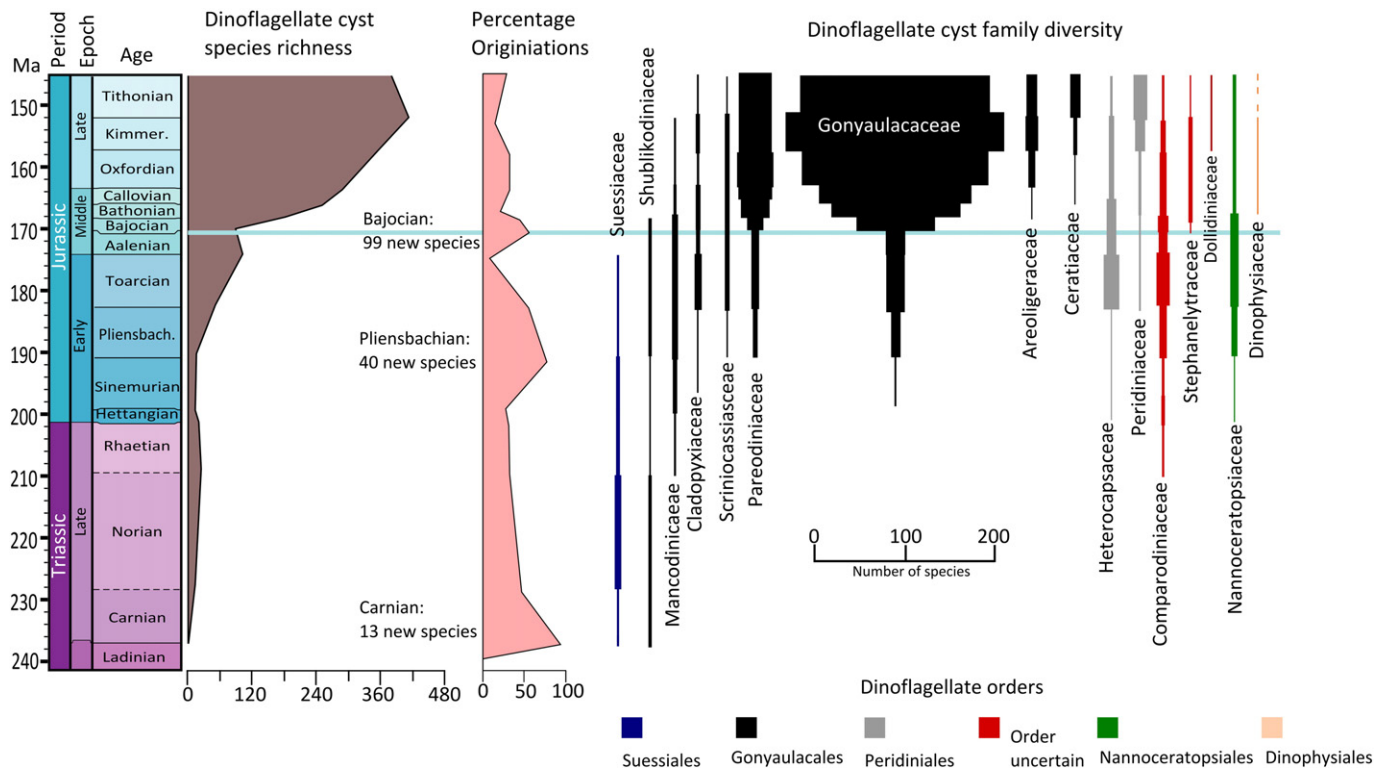 Dinoflagellate cyst
species richness
Percentage
Originiations
Dinoflagellate cyst family diversity
Ma
Period
Epoch
Age
150
160
170
180
190
200
210
220
230
240
Jurassic
Triassic
Late
Middle
Early
Late
Tithonian
Kimmer.
Oxfordian
Callovian
Bathonian
Bajocian
Aalenian
Toarcian
Pliensbach.
Sinemurian
Hettangian
Rhaetian
Norian
Carnian
Ladinian
0 120 240 360 480
Bajocian:
99 new species
Pliensbachian:
40 new species
Carnian:
13 new species
0 50 100
Suessiaceae
Shublikodiniaceae
Mancodinicaeae
Cladopyxiaceae
Scriniocassiasceae
Pareodiniaceae
Gonyaulacaceae
Areoligeraceae
Ceratiaceae
Heterocapsaceae
Peridiniaceae
Comparodiniaceae
Stephanelytraceae
Dollidiniaceae
Nannoceratopsiaceae
Dinophysiaceae
0 100 200
Number of species
Dinoflagellate orders
Suessiales
Gonyaulacales
Peridiniales
Order
uncertain
Nannoceratopsiales
Dinophysiales